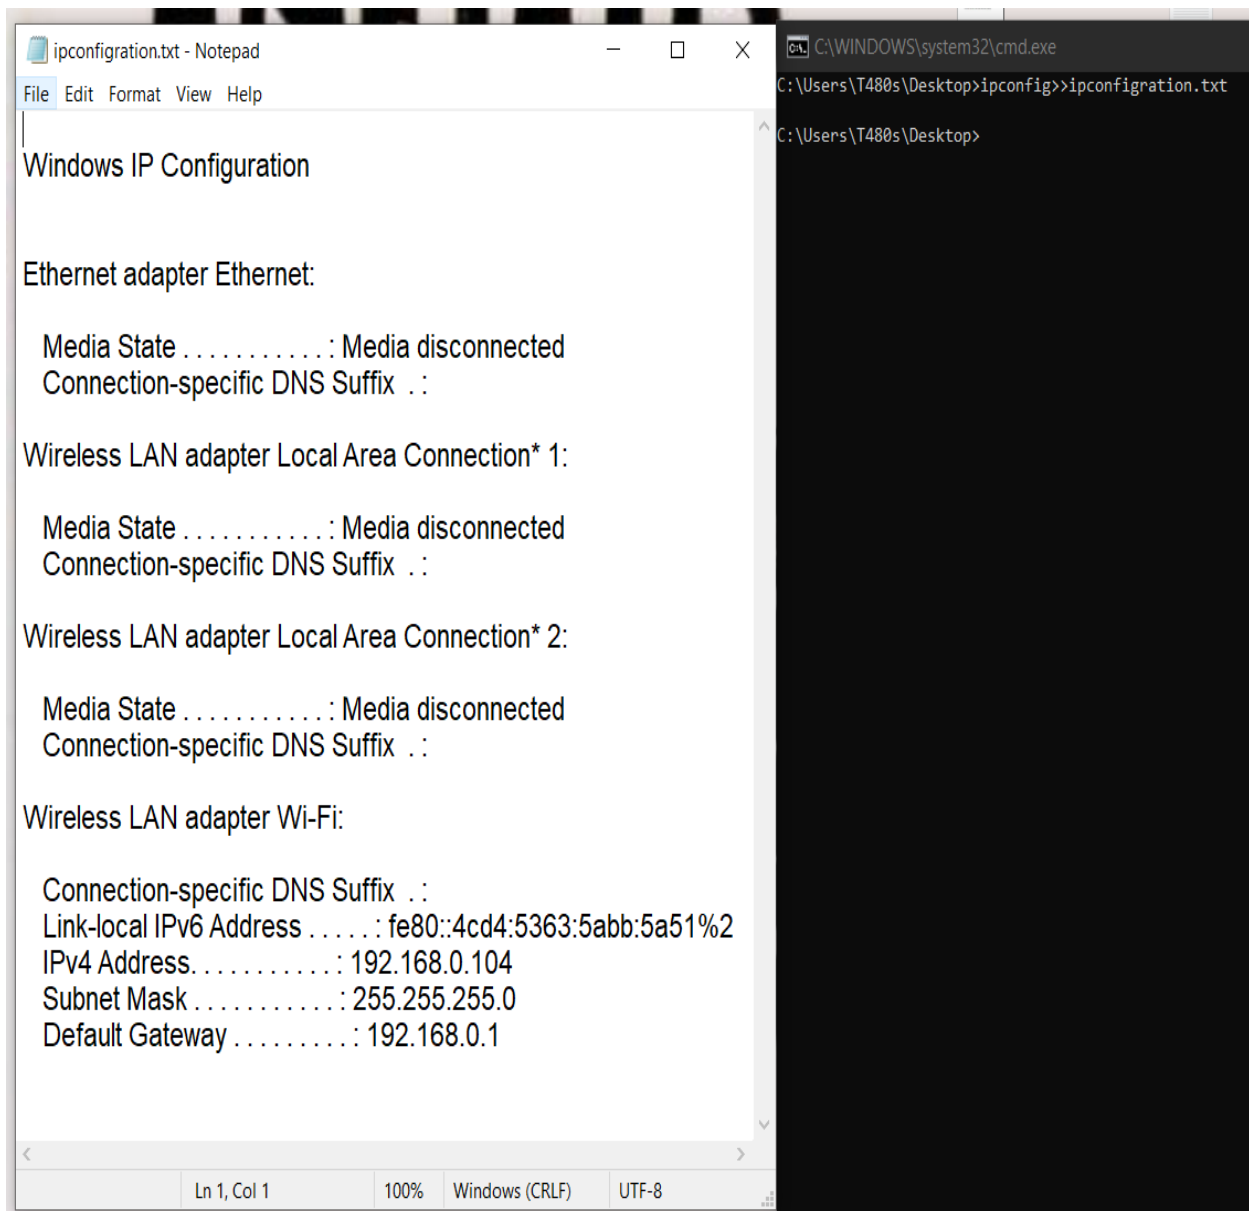 ipconfigration.txt - Notepad
File Edit Format View Help
Windows IP Configuration
Ethernet adapter Ethernet:
Media State . . . . . . . . . . . : Media disconnected
Connection-specific DNS Suffix  . :
Wireless LAN adapter Local Area Connection* 1:
Media State . . . . . . . . . . . : Media disconnected
Connection-specific DNS Suffix  . :
Wireless LAN adapter Local Area Connection* 2:
Media State . . . . . . . . . . . : Media disconnected
Connection-specific DNS Suffix  . :
Wireless LAN adapter Wi-Fi:
Connection-specific DNS Suffix  . :
Link-local IPv6 Address . . . . . : fe80::4cd4:5363:5abb:5a51%2
IPv4 Address. . . . . . . . . . . : 192.168.0.104
Subnet Mask . . . . . . . . . . . : 255.255.255.0
Default Gateway . . . . . . . . . : 192.168.0.1
Ln 1, Col 1 100% Windows (CRLF) UTF-8
C:\WINDOWS\system32\cmd.exe
C:\Users\T480s\Desktop>ipconfig>>ipconfigration.txt
C:\Users\T480s\Desktop>